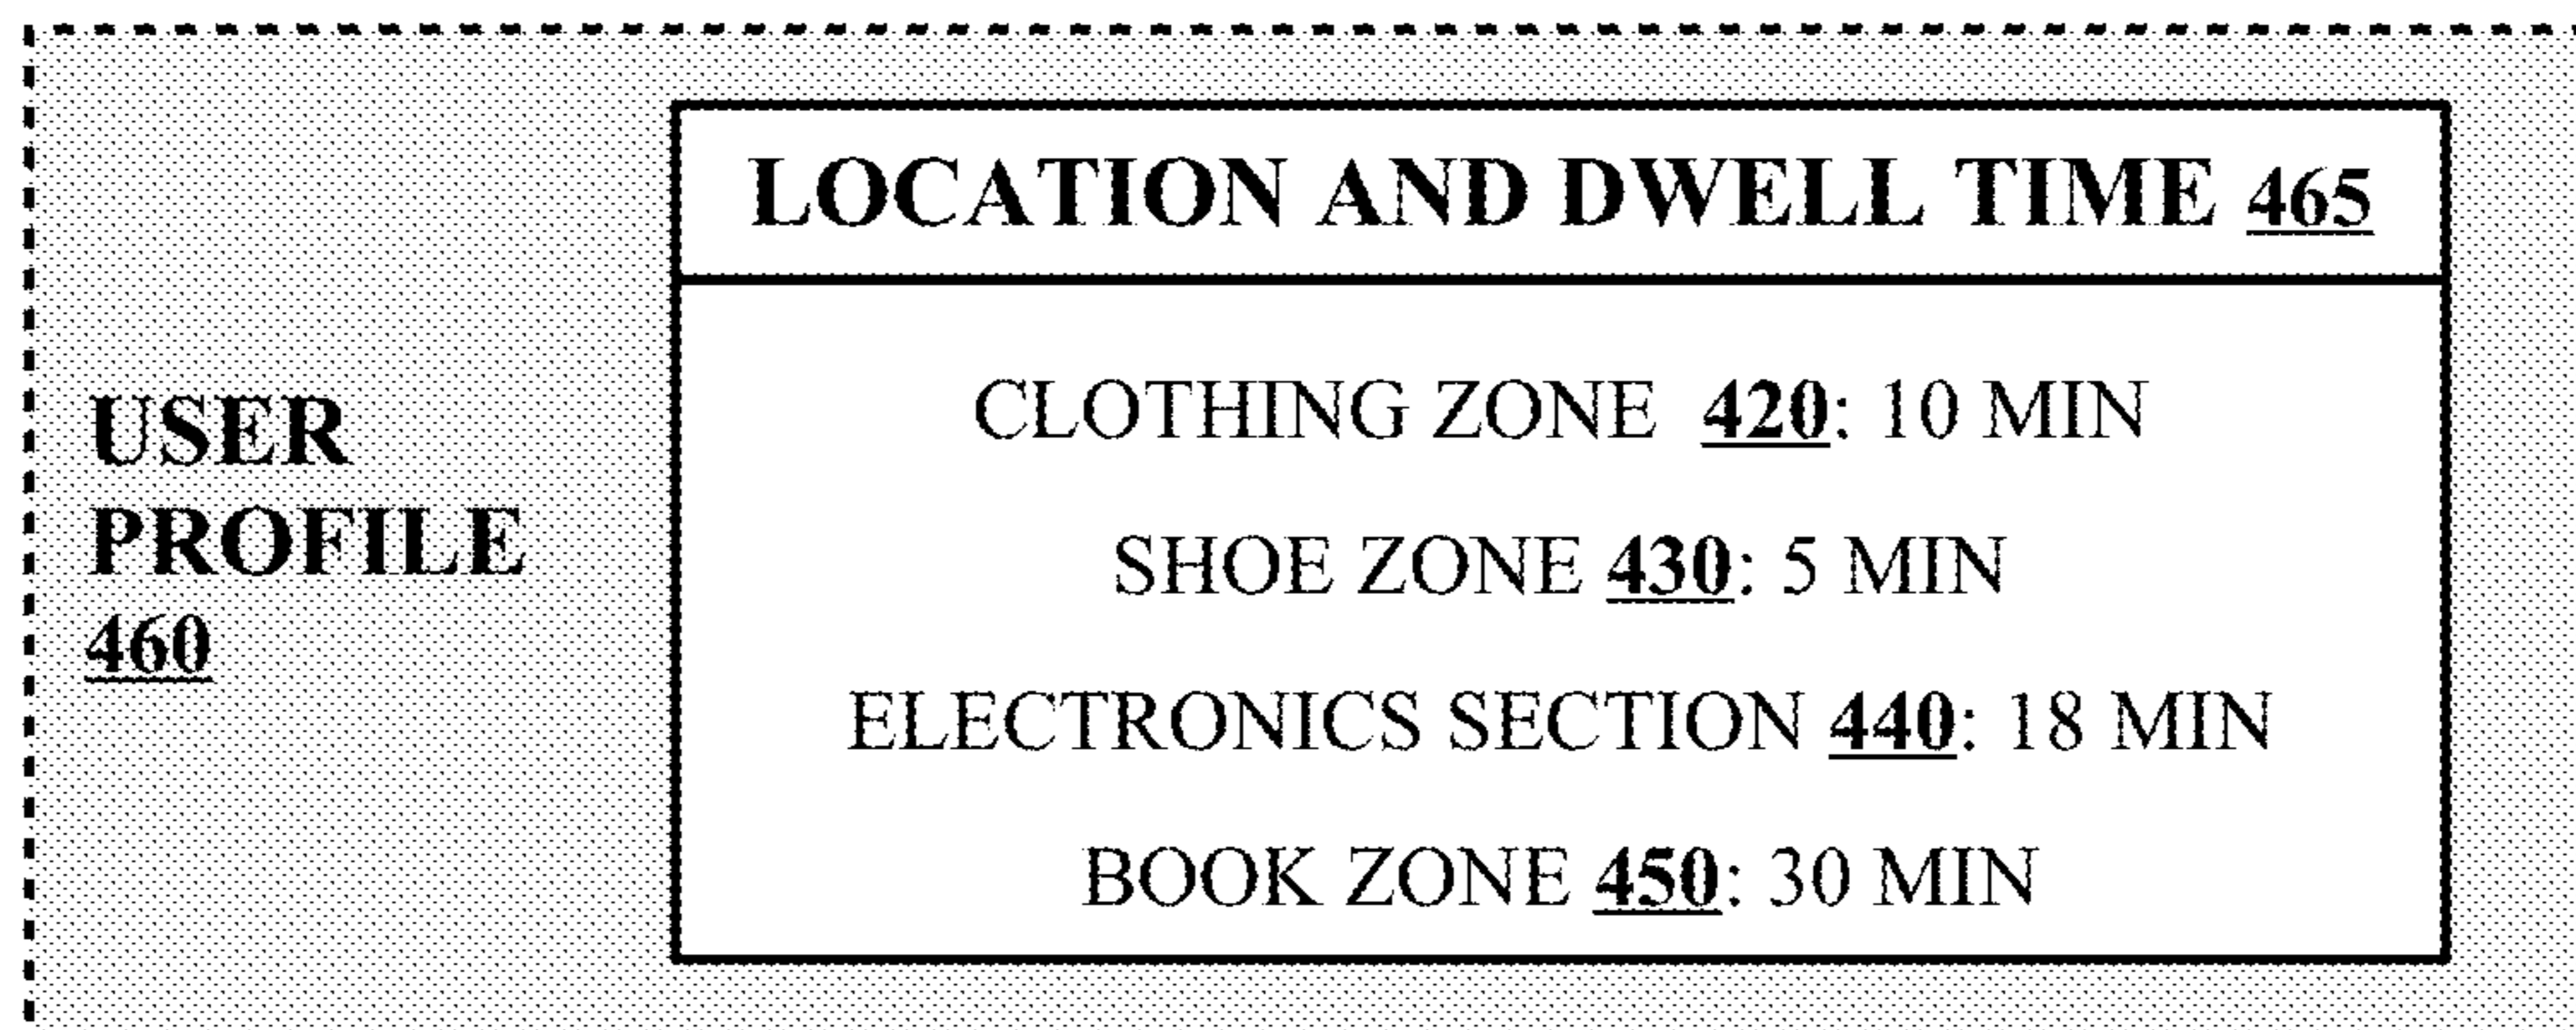 LOCATION AND DWELL TIME 465
CLOTHING ZONE 420: 10 MIN
USER
PROFILE
460
SHOE ZONE 430: 5 MIN
ELECTRONICS SECTION 440: 18 MIN
BOOK ZONE 450: 30 MIN